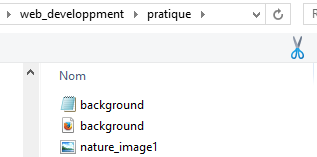 web_developpment > pratique >
Nom
background
background
nature_image1